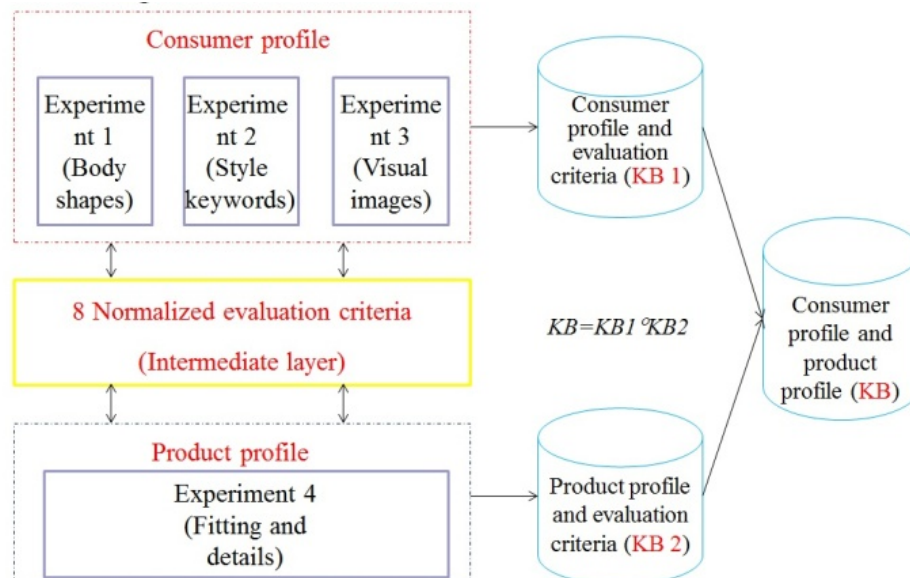 Consumer profile
Experime
nt 1
(Body
shapes)
Experime
nt 2
(Style
keywords)
Experime
nt 3
(Visual
images)
Consumer
profile and
evaluation
criteria (KB 1)
8 Normalized evaluation criteria
(Intermediate layer)
KB=KB1°KB2
Consumer
profile and
product
profile (KB)
Product profile
Experiment 4
(Fitting and
details)
Product profile
and evaluation
criteria (KB 2)